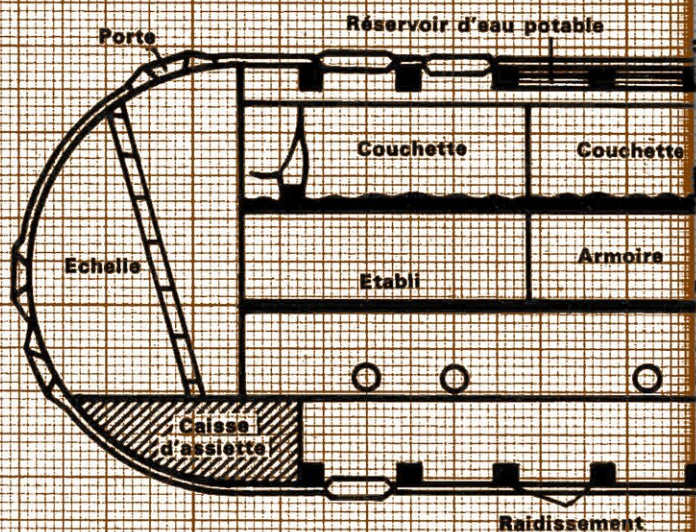 Réservoir d'eau potable
Porte
Couchette
Couchette
Echelle
Armoire
Etabli
Caisse
d'assiette
Raidissement